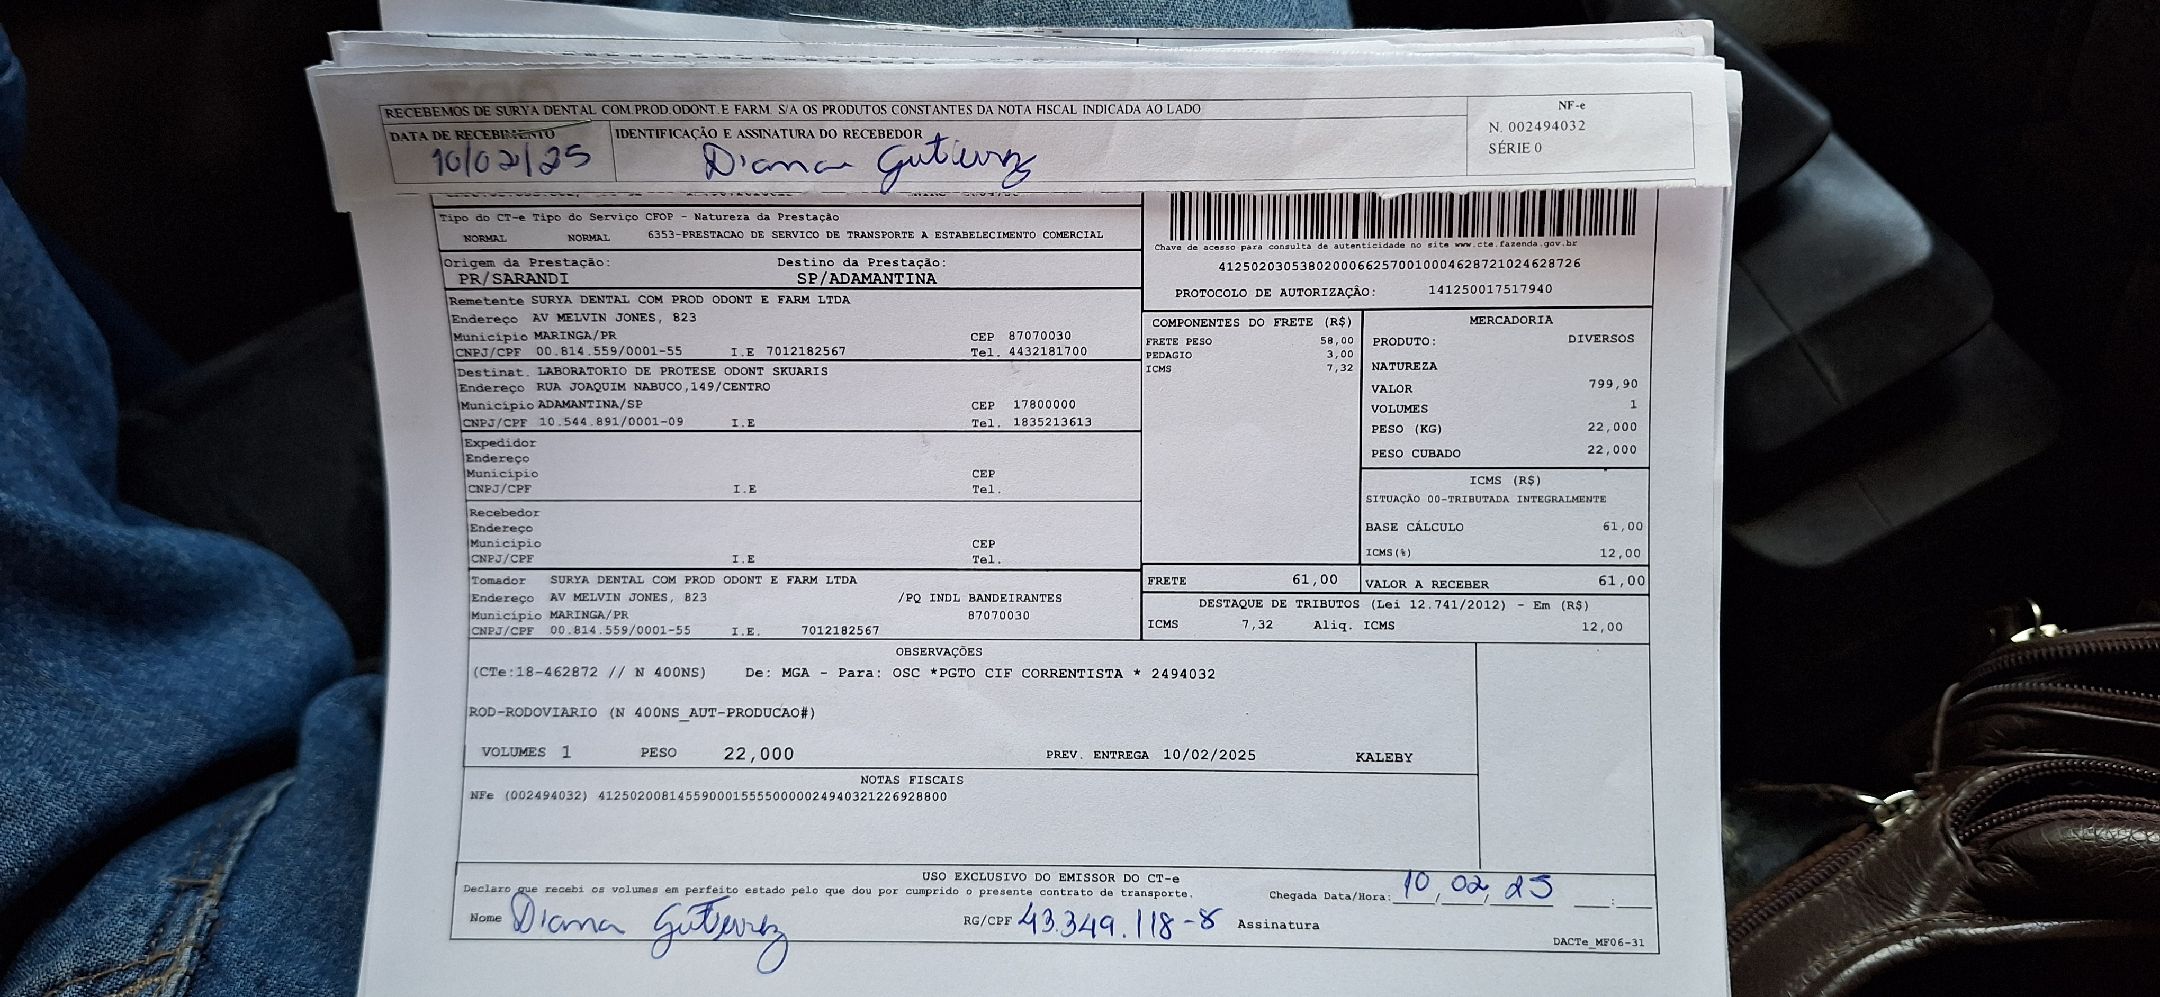 RECEBEMOS DE SURYA DENTAL COM.PROD.ODONT.E FARM. S/A OS PRODUTOS CONSTANTES DA NOTA FISCAL INDICADA AO LADO
NF-e
N. 002494032
SÉRIE 0
DATA DE RECEBIMENTO
10/02/25
IDENTIFICAÇÃO E ASSINATURA DO RECEBEDOR
Diana Gutierrez
Tipo do CT-e Tipo do Serviço CFOP - Natureza da Prestação
NORMAL NORMAL 6353-PRESTACAO DE SERVICO DE TRANSPORTE A ESTABELECIMENTO COMERCIAL
Origem da Prestação: Destino da Prestação:
PR/SARANDI SP/ADAMANTINA
Chave de acesso para consulta de autenticidade no site www.cte.fazenda.gov.br
41250203053802000662570010004628721024628726
PROTOCOLO DE AUTORIZAÇÃO: 141250017517940
Remetente SURYA DENTAL COM PROD ODONT E FARM LTDA
Endereço AV MELVIN JONES, 823
Município MARINGA/PR CEP 87070030
CNPJ/CPF 00.814.559/0001-55 I.E 7012182567 Tel. 4432181700
Destinat. LABORATORIO DE PROTESE ODONT SKUARIS
Endereço RUA JOAQUIM NABUCO,149/CENTRO
Município ADAMANTINA/SP CEP 17800000
CNPJ/CPF 10.544.891/0001-09 I.E Tel. 1835213613
Expedidor
Endereço
Município CEP
CNPJ/CPF I.E Tel.
Recebedor
Endereço
Município CEP
CNPJ/CPF I.E Tel.
Tomador SURYA DENTAL COM PROD ODONT E FARM LTDA
Endereço AV MELVIN JONES, 823 /PQ INDL BANDEIRANTES
Município MARINGA/PR 87070030
CNPJ/CPF 00.814.559/0001-55 I.E. 7012182567
COMPONENTES DO FRETE (R$)
FRETE PESO 58,00
PEDAGIO 3,00
ICMS 7,32
MERCADORIA
PRODUTO: DIVERSOS
NATUREZA
VALOR 799,90
VOLUMES 1
PESO (KG) 22,000
PESO CUBADO 22,000
ICMS (R$)
SITUAÇÃO 00-TRIBUTADA INTEGRALMENTE
BASE CÁLCULO 61,00
ICMS(%) 12,00
FRETE 61,00 VALOR A RECEBER 61,00
DESTAQUE DE TRIBUTOS (Lei 12.741/2012) - Em (R$)
ICMS 7,32 Aliq. ICMS 12,00
OBSERVAÇÕES
(CTe:18-462872 // N 400NS) De: MGA - Para: OSC *PGTO CIF CORRENTISTA * 2494032
ROD-RODOVIARIO (N 400NS_AUT-PRODUCAO#)
VOLUMES 1 PESO 22,000 PREV. ENTREGA 10/02/2025 KALEBY
NOTAS FISCAIS
NFe (002494032) 41250200814559000155550000024940321226928800
USO EXCLUSIVO DO EMISSOR DO CT-e
Declaro que recebi os volumes em perfeito estado pelo que dou por cumprido o presente contrato de transporte.
Chegada Data/Hora: 10/02/25 __:__
Nome Diana Gutierrez RG/CPF 43.349.118-8 Assinatura
DACTe_MF06-31